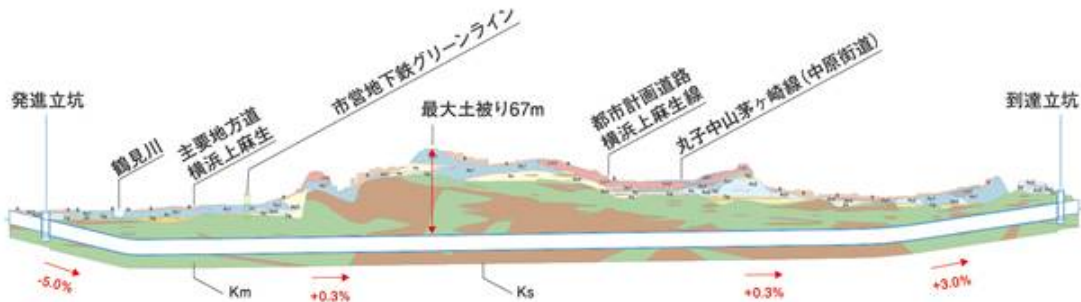 発進立坑
鶴見川
主要地方道
横浜上麻生
市営地下鉄グリーンライン
最大土被り67m
都市計画道路
横浜上麻生線
丸子中山茅ヶ崎線(中原街道)
到達立坑
-5.0%
Km
+0.3%
Ks
+0.3%
+3.0%